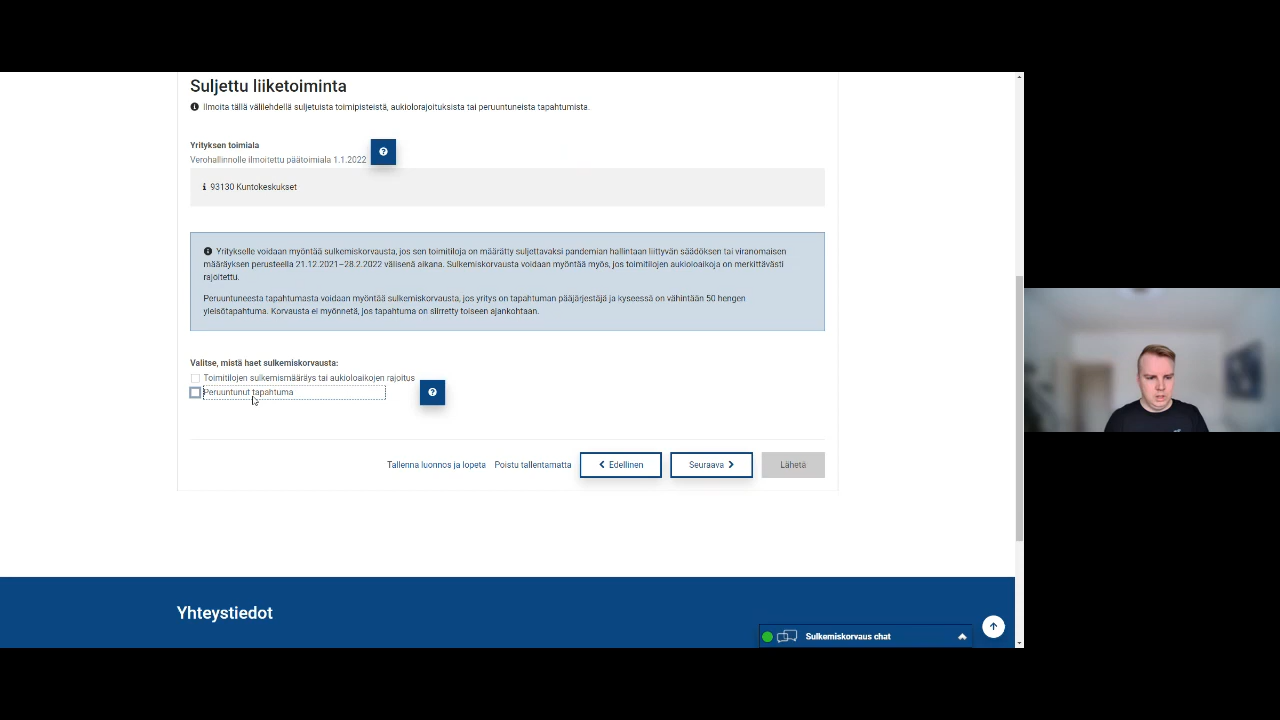 Suljettu liiketoiminta
Ilmoita tällä välilehdellä suljetuista toimipisteistä, aukiolorajoituksista tai peruuntuneista tapahtumista.
Yrityksen toimiala
Verohallinnolle ilmoitettu päätoimiala 1.1.2022
93130 Kuntokeskukset
Yritykselle voidaan myöntää sulkemiskorvausta, jos sen toimitiloja on määrätty suljettavaksi pandemian hallintaan liittyvän säädöksen tai viranomaisen
määräyksen perusteella 21.12.2021–28.2.2022 välisenä aikana. Sulkemiskorvausta voidaan myöntää myös, jos toimitilojen aukioloaikoja on merkittävästi
rajoitettu.
Peruuntuneesta tapahtumasta voidaan myöntää sulkemiskorvausta, jos yritys on tapahtuman pääjärjestäjä ja kyseessä on vähintään 50 hengen
yleisötapahtuma. Korvausta ei myönnetä, jos tapahtuma on siirretty toiseen ajankohtaan.
Valitse, mistä haet sulkemiskorvausta:
Toimitilojen sulkemismääräys tai aukioloaikojen rajoitus
Peruuntunut tapahtuma
Tallenna luonnos ja lopeta Poistu tallentamatta Edellinen Seuraava Lähetä
Yhteystiedot
Sulkemiskorvaus chat